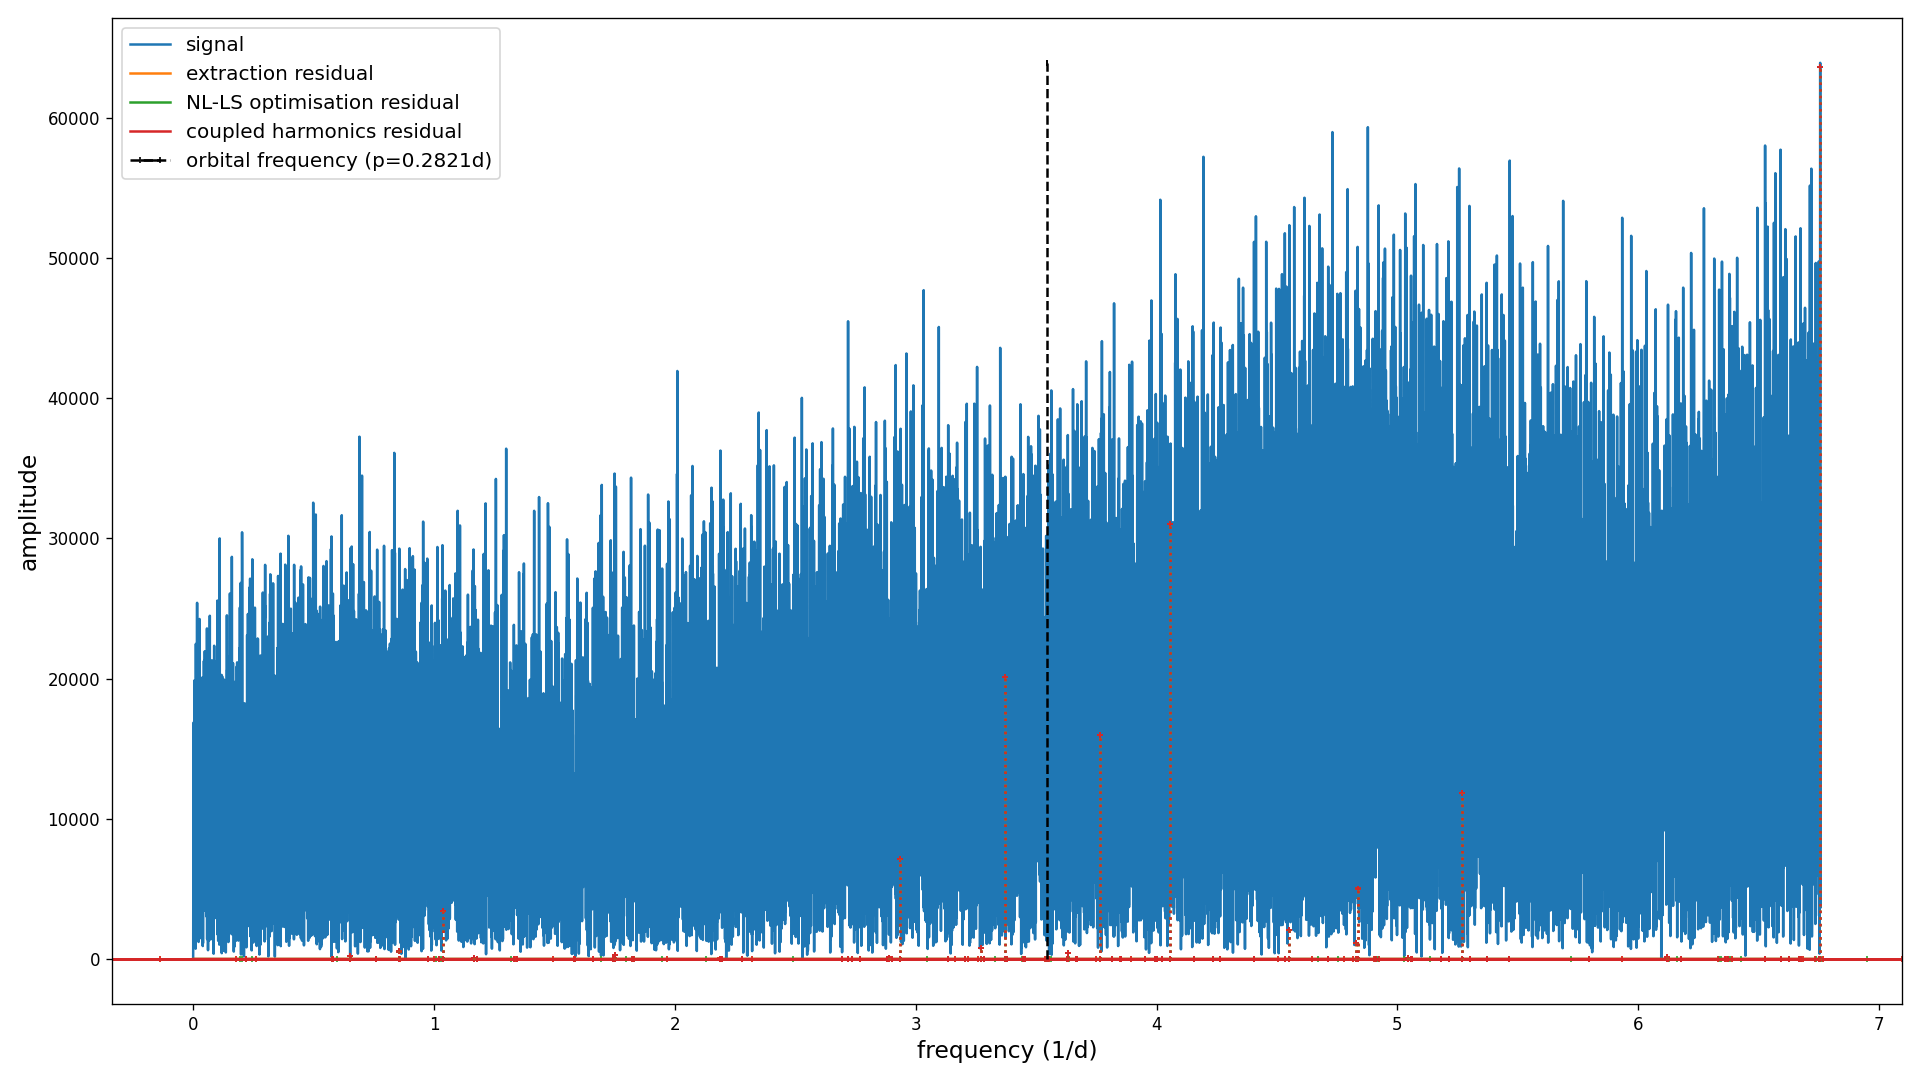 signal
extraction residual
NL-LS optimisation residual
coupled harmonics residual
orbital frequency (p=0.2821d)
amplitude
60000
50000
40000
30000
20000
10000
0
0 1 2 3 4 5 6 7
frequency (1/d)